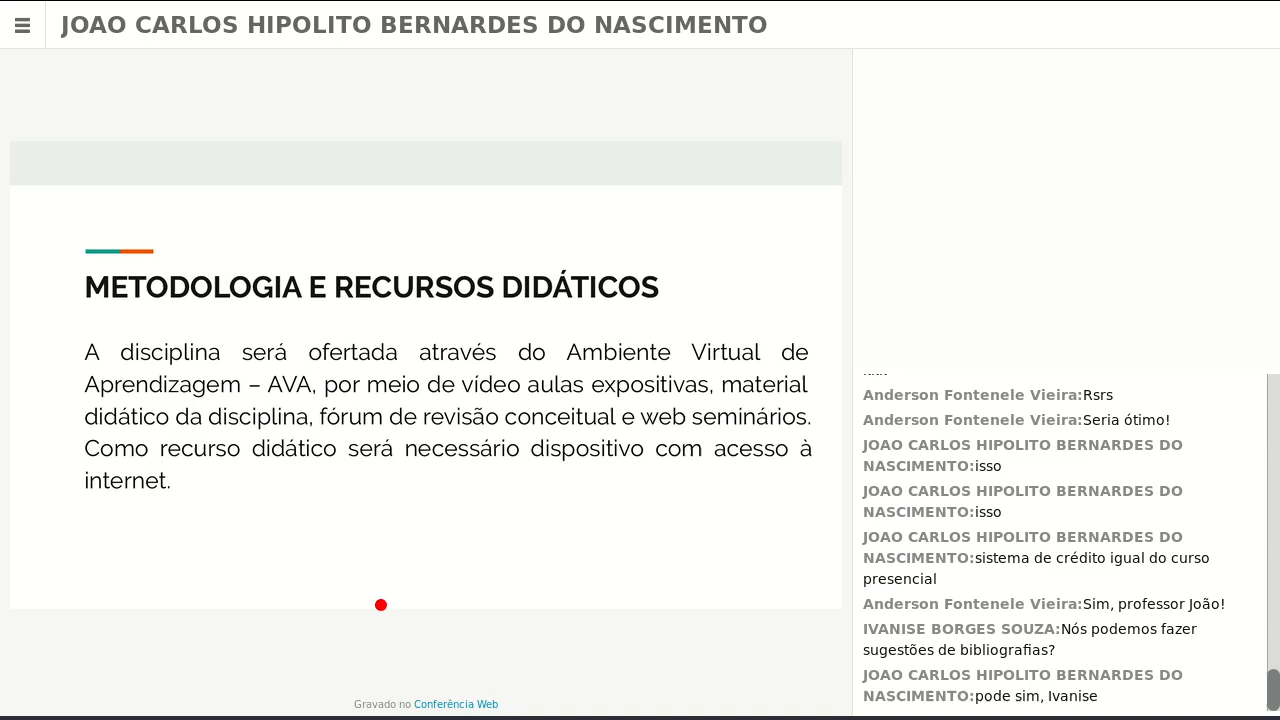 JOAO CARLOS HIPOLITO BERNARDES DO NASCIMENTO
METODOLOGIA E RECURSOS DIDÁTICOS
A disciplina será ofertada através do Ambiente Virtual de
Aprendizagem – AVA, por meio de vídeo aulas expositivas, material
didático da disciplina, fórum de revisão conceitual e web seminários.
Como recurso didático será necessário dispositivo com acesso à
internet.
Gravado no Conferência Web
Anderson Fontenele Vieira:Rsrs
Anderson Fontenele Vieira:Seria ótimo!
JOAO CARLOS HIPOLITO BERNARDES DO
NASCIMENTO:isso
JOAO CARLOS HIPOLITO BERNARDES DO
NASCIMENTO:isso
JOAO CARLOS HIPOLITO BERNARDES DO
NASCIMENTO:sistema de crédito igual do curso
presencial
Anderson Fontenele Vieira:Sim, professor João!
IVANISE BORGES SOUZA:Nós podemos fazer
sugestões de bibliografias?
JOAO CARLOS HIPOLITO BERNARDES DO
NASCIMENTO:pode sim, Ivanise